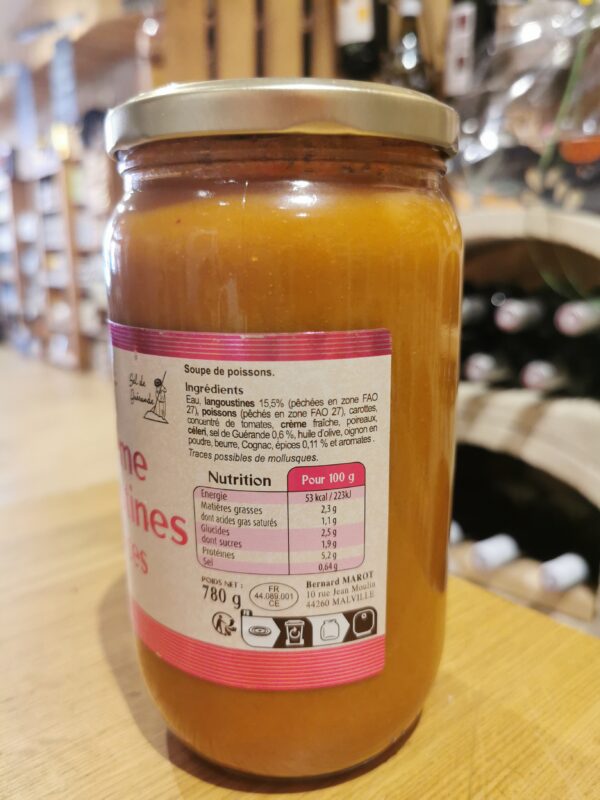 Soupe de poissons.
Sel de
Guérande
Ingrédients
Eau, langoustines 15,5% (pêchées en zone FAO
27), poissons (pêchés en zone FAO 27), carottes,
concentré de tomates, crème fraîche, poireaux,
céleri, sel de Guérande 0,6 %, huile d'olive, oignon en
poudre, beurre, Cognac, épices 0,11 % et aromates.
Traces possibles de mollusques.
me
lines
es
Nutrition Pour 100 g
Energie 53 kcal / 223kJ
Matières grasses 2,3 g
dont acides gras saturés 1,1 g
Glucides 2,5 g
dont sucres 1,9 g
Protéines 5,2 g
Sel 0,64 g
POIDS NET :
780 g
FR
44.089.001
CE
Bernard MAROT
10 rue Jean Moulin
44260 MALVILLE
FR